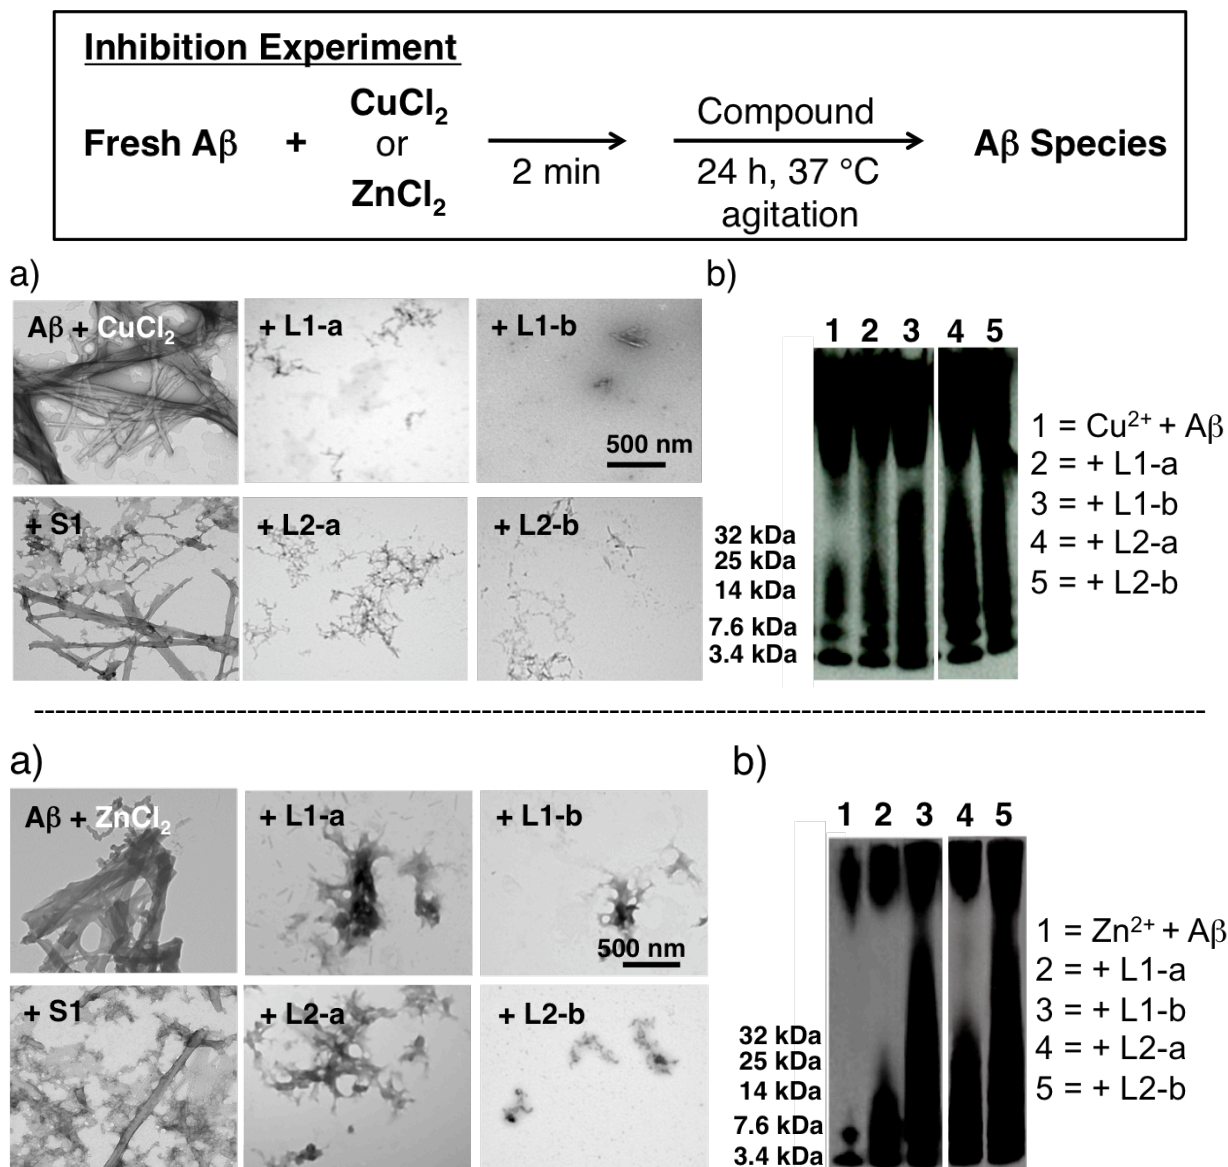 Inhibition Experiment
Fresh Aβ + CuCl2 or ZnCl2
2 min
Compound
24 h, 37 °C
agitation
Aβ Species
a)
Aβ + CuCl2
+ L1-a
+ L1-b
500 nm
+ S1
+ L2-a
+ L2-b
b)
1 2 3 4 5
32 kDa
25 kDa
14 kDa
7.6 kDa
3.4 kDa
1 = Cu2+ + Aβ
2 = + L1-a
3 = + L1-b
4 = + L2-a
5 = + L2-b
a)
Aβ + ZnCl2
+ L1-a
+ L1-b
500 nm
+ S1
+ L2-a
+ L2-b
b)
1 2 3 4 5
32 kDa
25 kDa
14 kDa
7.6 kDa
3.4 kDa
1 = Zn2+ + Aβ
2 = + L1-a
3 = + L1-b
4 = + L2-a
5 = + L2-b